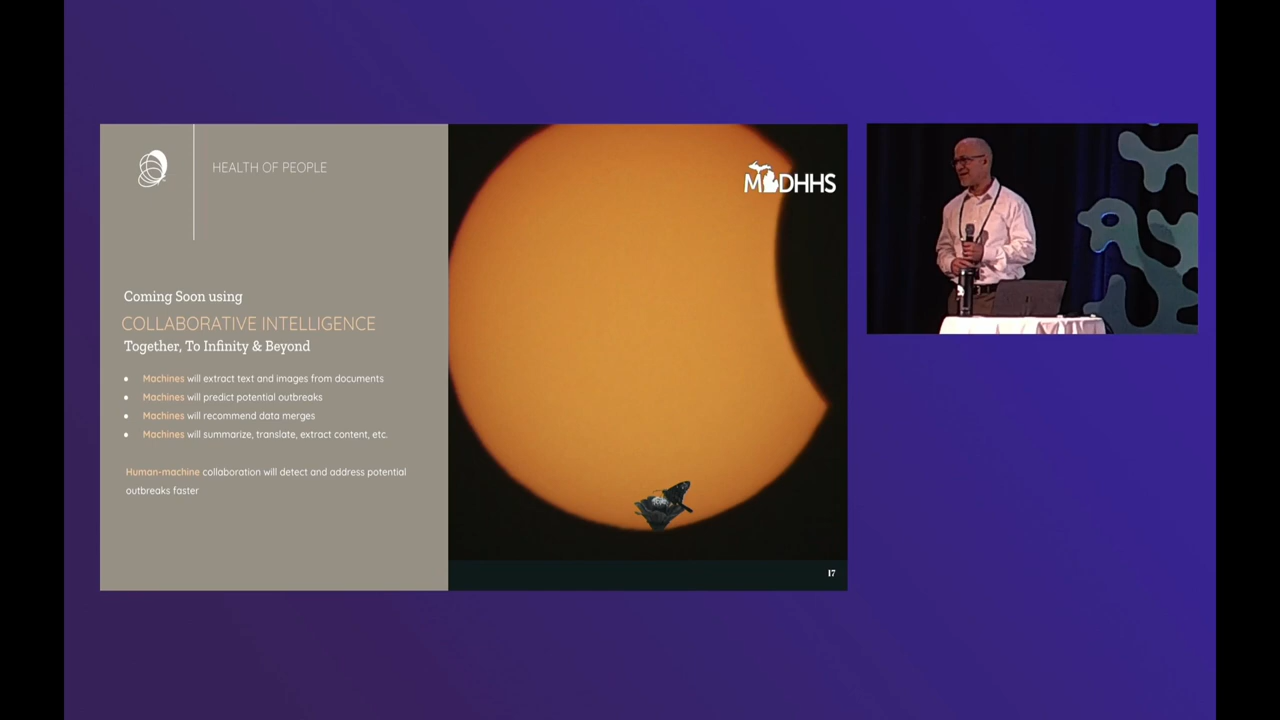 HEALTH OF PEOPLE
Coming Soon using
COLLABORATIVE INTELLIGENCE
Together, To Infinity & Beyond
● Machines will extract text and images from documents
● Machines will predict potential outbreaks
● Machines will recommend data merges
● Machines will summarize, translate, extract content, etc.
Human-machine collaboration will detect and address potential
outbreaks faster
MDHHS
17